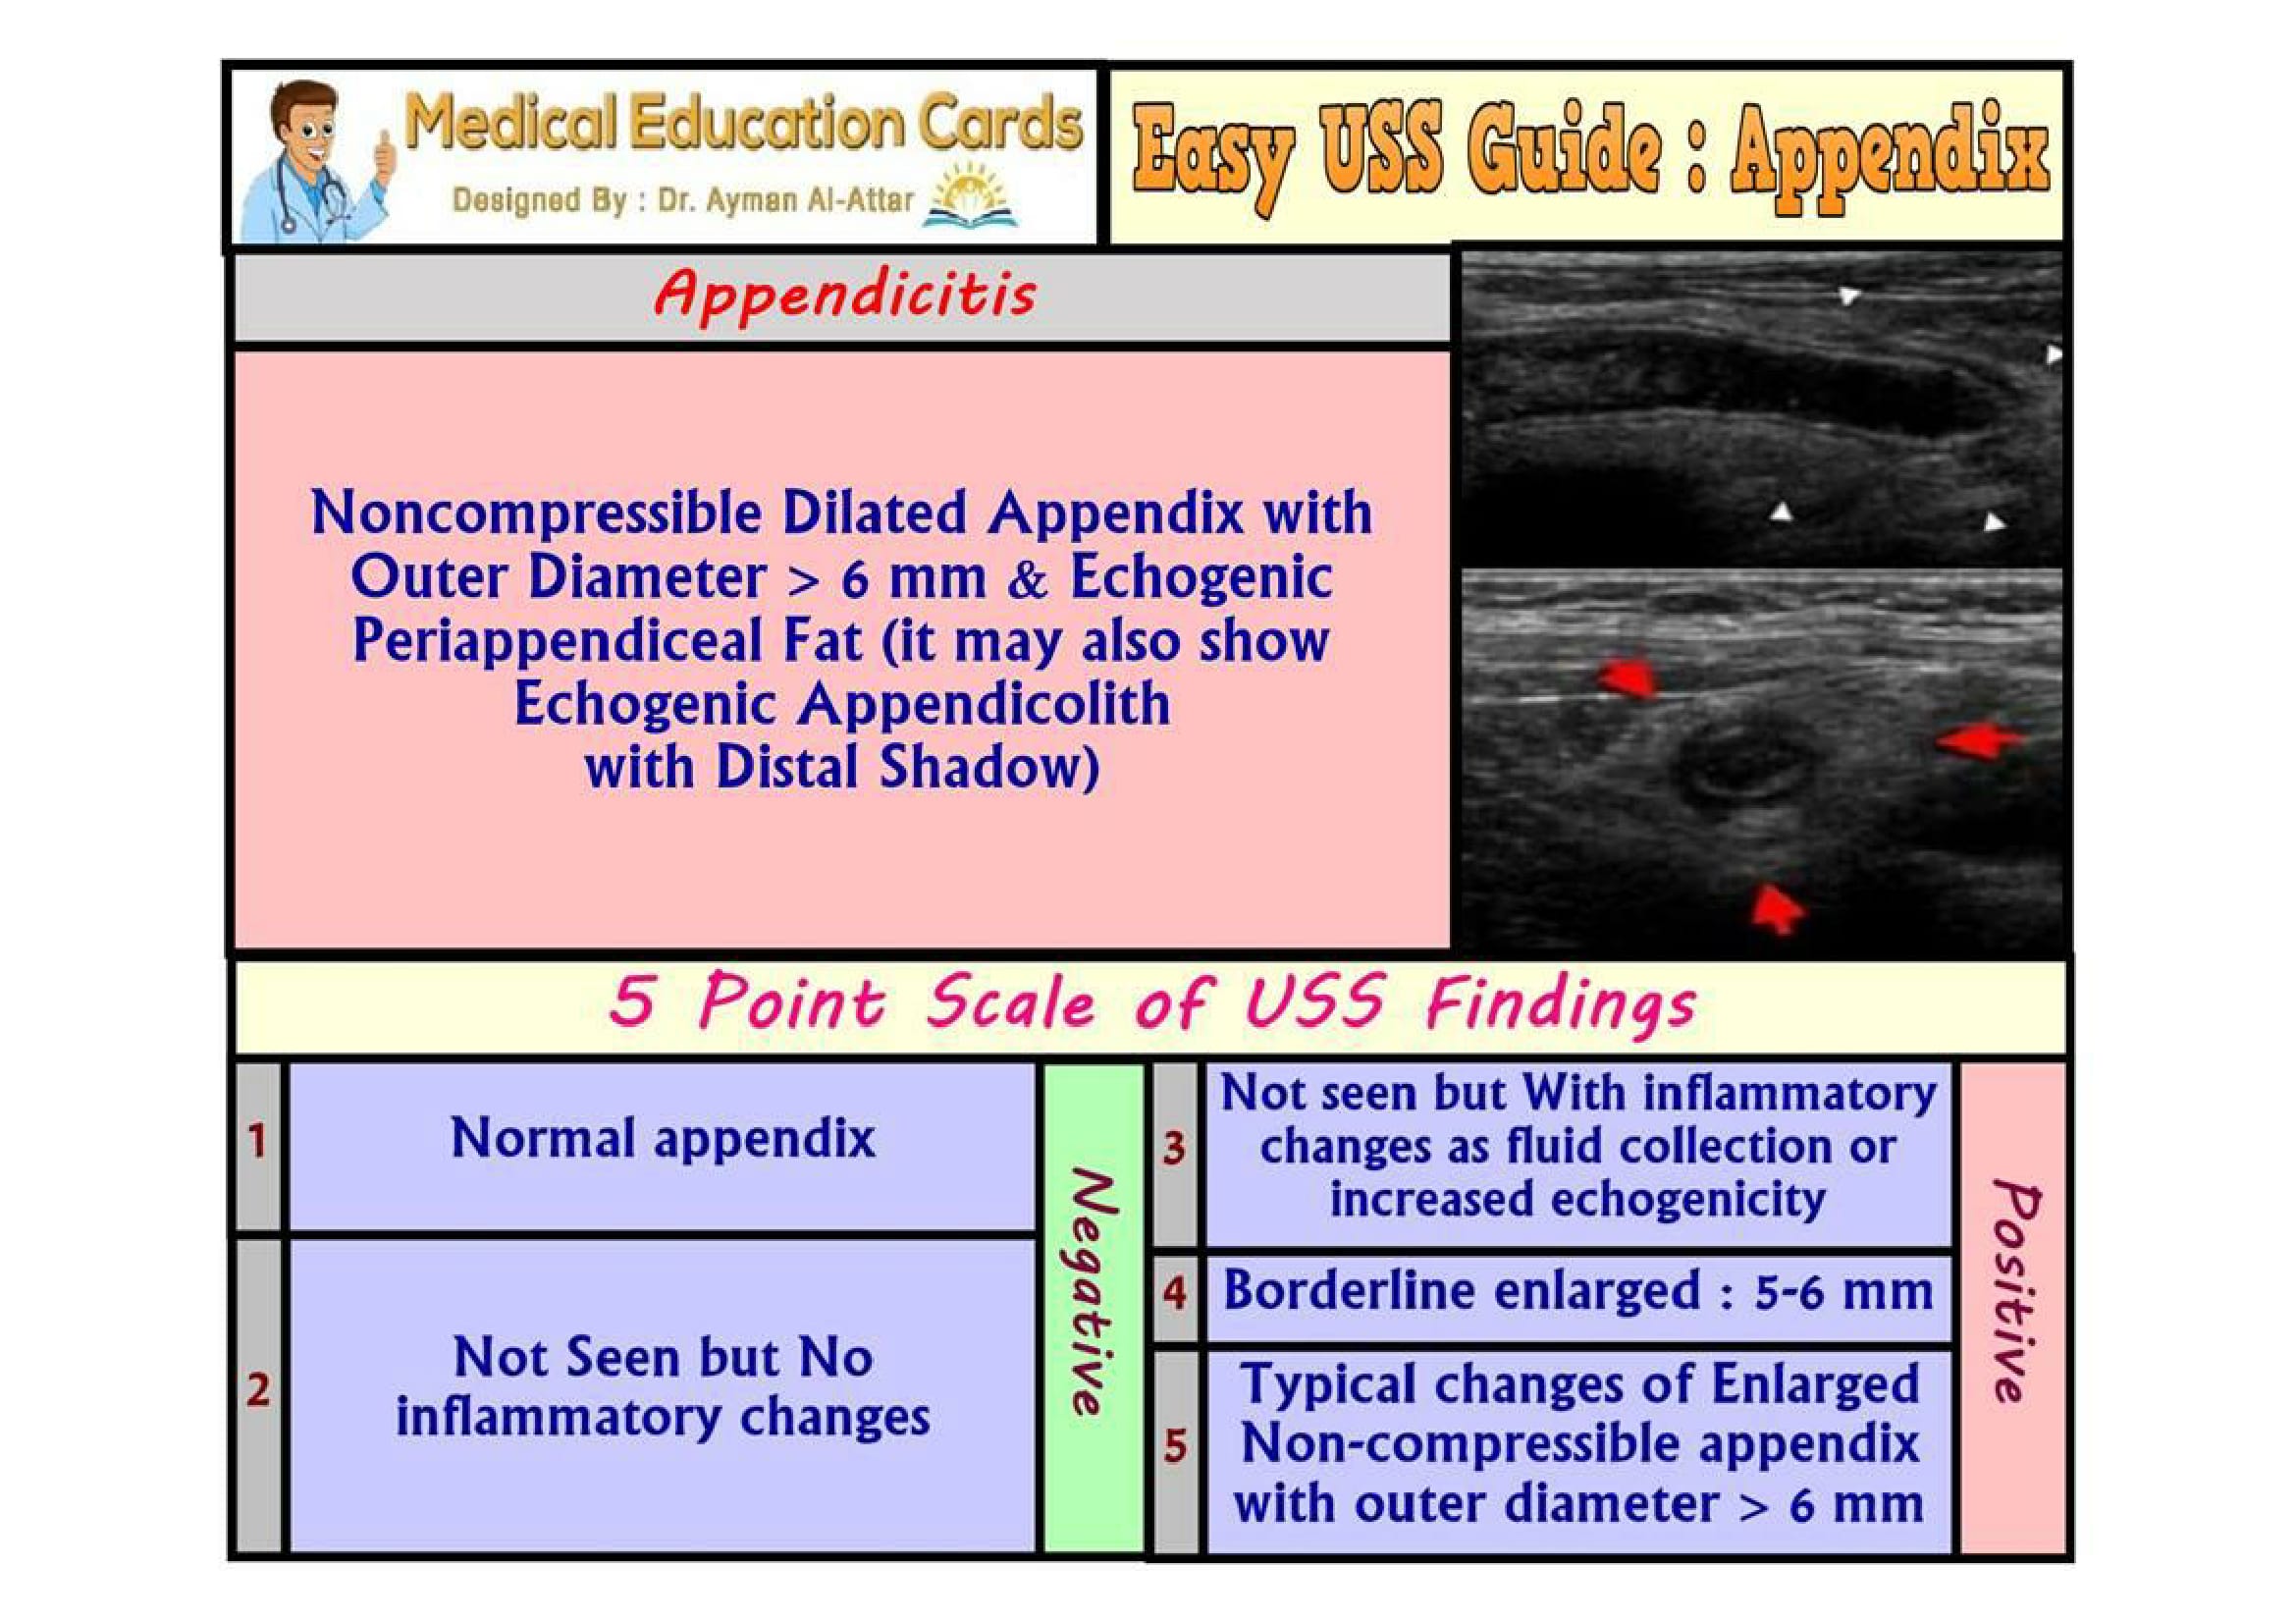 Medical Education Cards
Designed By : Dr. Ayman Al-Attar
Easy USS Guide : Appendix
Appendicitis
Noncompressible Dilated Appendix with
Outer Diameter > 6 mm & Echogenic
Periappendiceal Fat (it may also show
Echogenic Appendicolith
with Distal Shadow)
5 Point Scale of USS Findings
1
Normal appendix
2
Not Seen but No
inflammatory changes
Negative
3
Not seen but With inflammatory
changes as fluid collection or
increased echogenicity
4
Borderline enlarged : 5-6 mm
5
Typical changes of Enlarged
Non-compressible appendix
with outer diameter > 6 mm
Positive